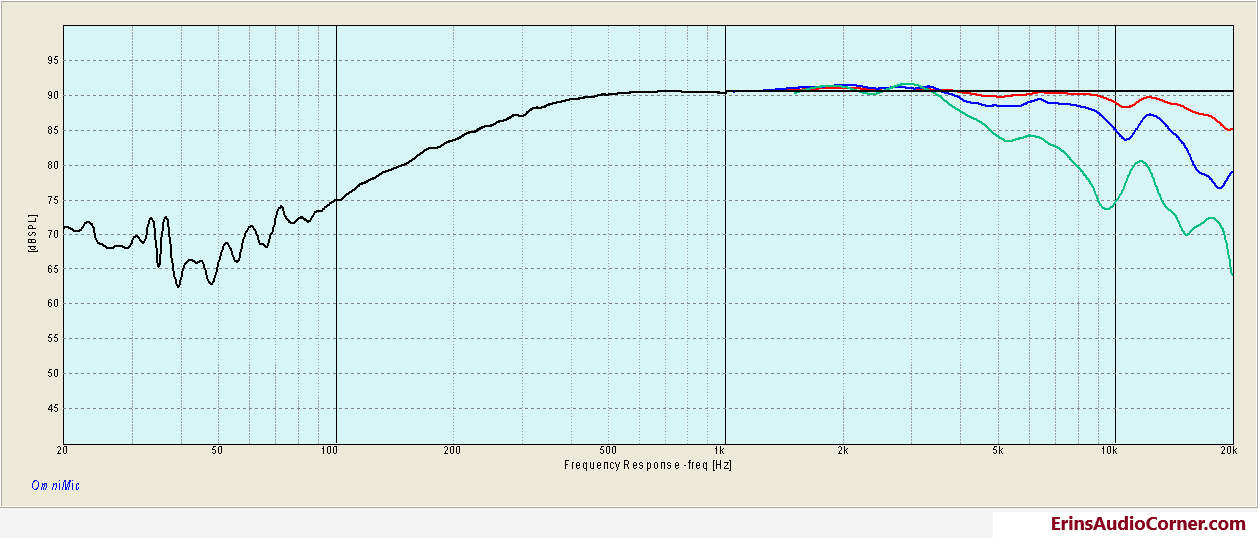 95
90
85
80
75
70
65
60
55
50
45
[dBSPL]
20 50 100 200 500 1k 2k 5k 10k 20k
Frequency Response -freq [Hz]
OmniMic
ErinsAudioCorner.com